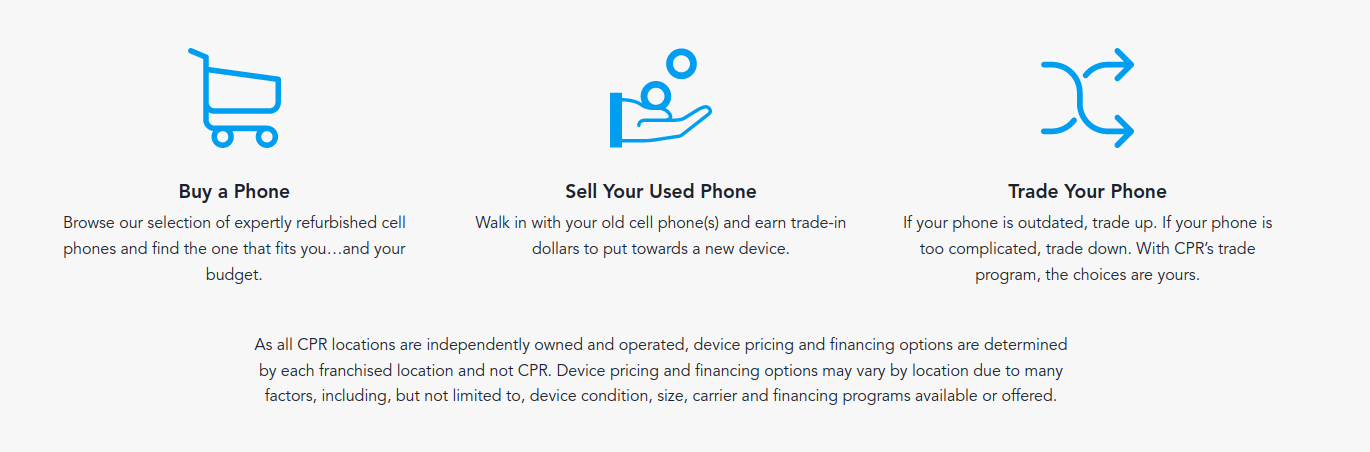 Buy a Phone
Browse our selection of expertly refurbished cell
phones and find the one that fits you…and your
budget.
Sell Your Used Phone
Walk in with your old cell phone(s) and earn trade-in
dollars to put towards a new device.
Trade Your Phone
If your phone is outdated, trade up. If your phone is
too complicated, trade down. With CPR’s trade
program, the choices are yours.
As all CPR locations are independently owned and operated, device pricing and financing options are determined
by each franchised location and not CPR. Device pricing and financing options may vary by location due to many
factors, including, but not limited to, device condition, size, carrier and financing programs available or offered.